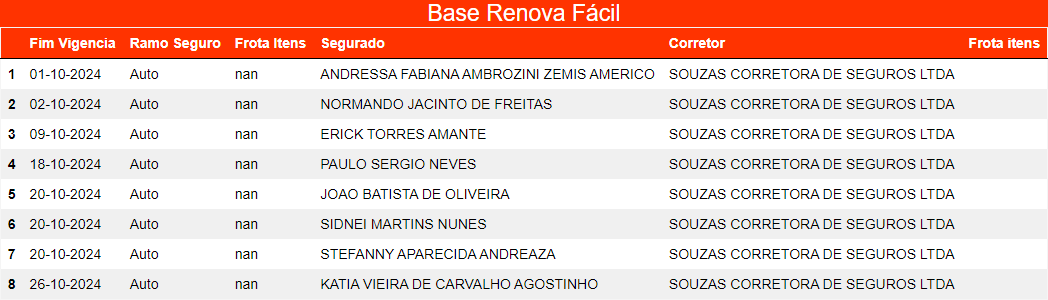 Base Renova Fácil
Fim Vigencia Ramo Seguro Frota Itens Segurado Corretor Frota itens
1 01-10-2024 Auto nan ANDRESSA FABIANA AMBROZINI ZEMIS AMERICO SOUZAS CORRETORA DE SEGUROS LTDA
2 02-10-2024 Auto nan NORMANDO JACINTO DE FREITAS SOUZAS CORRETORA DE SEGUROS LTDA
3 09-10-2024 Auto nan ERICK TORRES AMANTE SOUZAS CORRETORA DE SEGUROS LTDA
4 18-10-2024 Auto nan PAULO SERGIO NEVES SOUZAS CORRETORA DE SEGUROS LTDA
5 20-10-2024 Auto nan JOAO BATISTA DE OLIVEIRA SOUZAS CORRETORA DE SEGUROS LTDA
6 20-10-2024 Auto nan SIDNEI MARTINS NUNES SOUZAS CORRETORA DE SEGUROS LTDA
7 20-10-2024 Auto nan STEFANNY APARECIDA ANDREAZA SOUZAS CORRETORA DE SEGUROS LTDA
8 26-10-2024 Auto nan KATIA VIEIRA DE CARVALHO AGOSTINHO SOUZAS CORRETORA DE SEGUROS LTDA